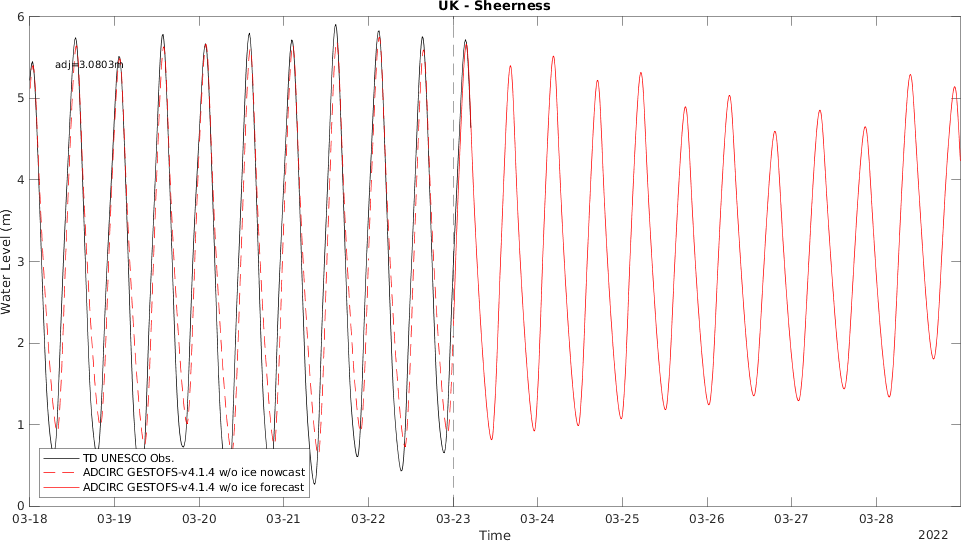 UK - Sheerness
adj=3.0803m
6
5
4
3
2
1
0
Water Level (m)
TD UNESCO Obs.
ADCIRC GESTOFS-v4.1.4 w/o ice nowcast
ADCIRC GESTOFS-v4.1.4 w/o ice forecast
03-18 03-19 03-20 03-21 03-22 03-23 03-24 03-25 03-26 03-27 03-28
Time
2022